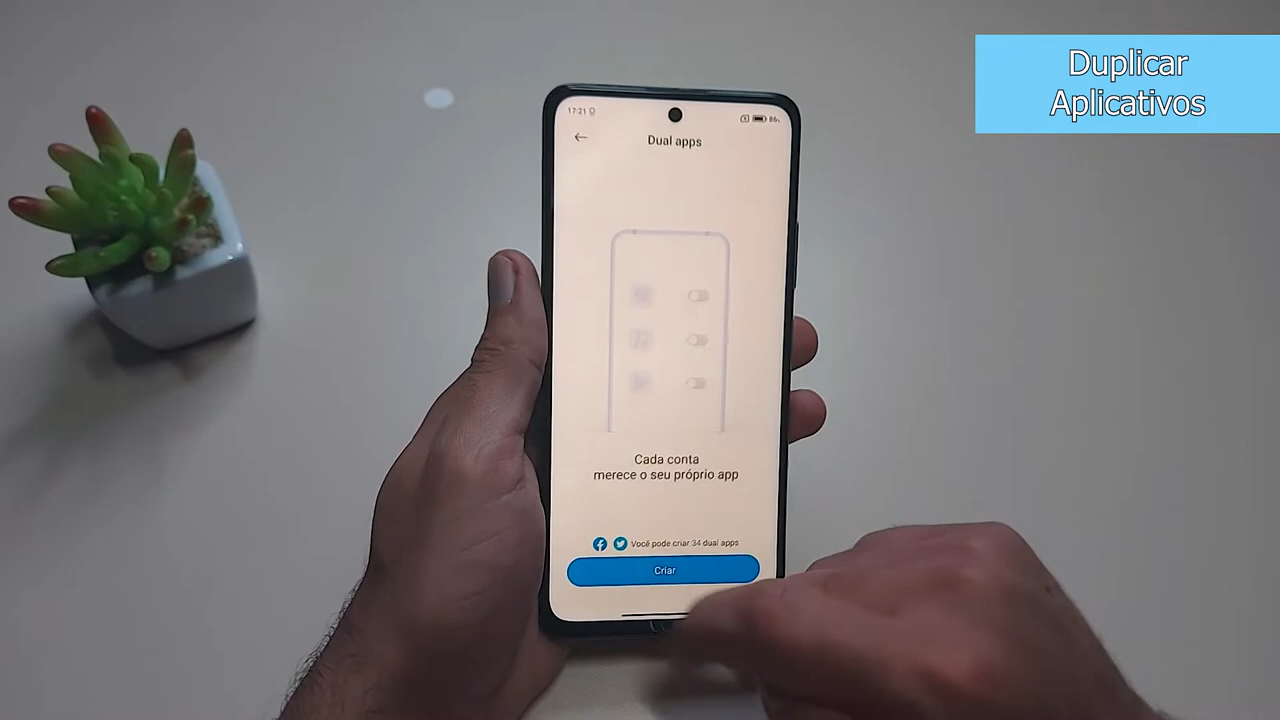 Duplicar
Aplicativos
17:21
86%
Dual apps
Cada conta
merece o seu próprio app
Você pode criar 34 dual apps
Criar